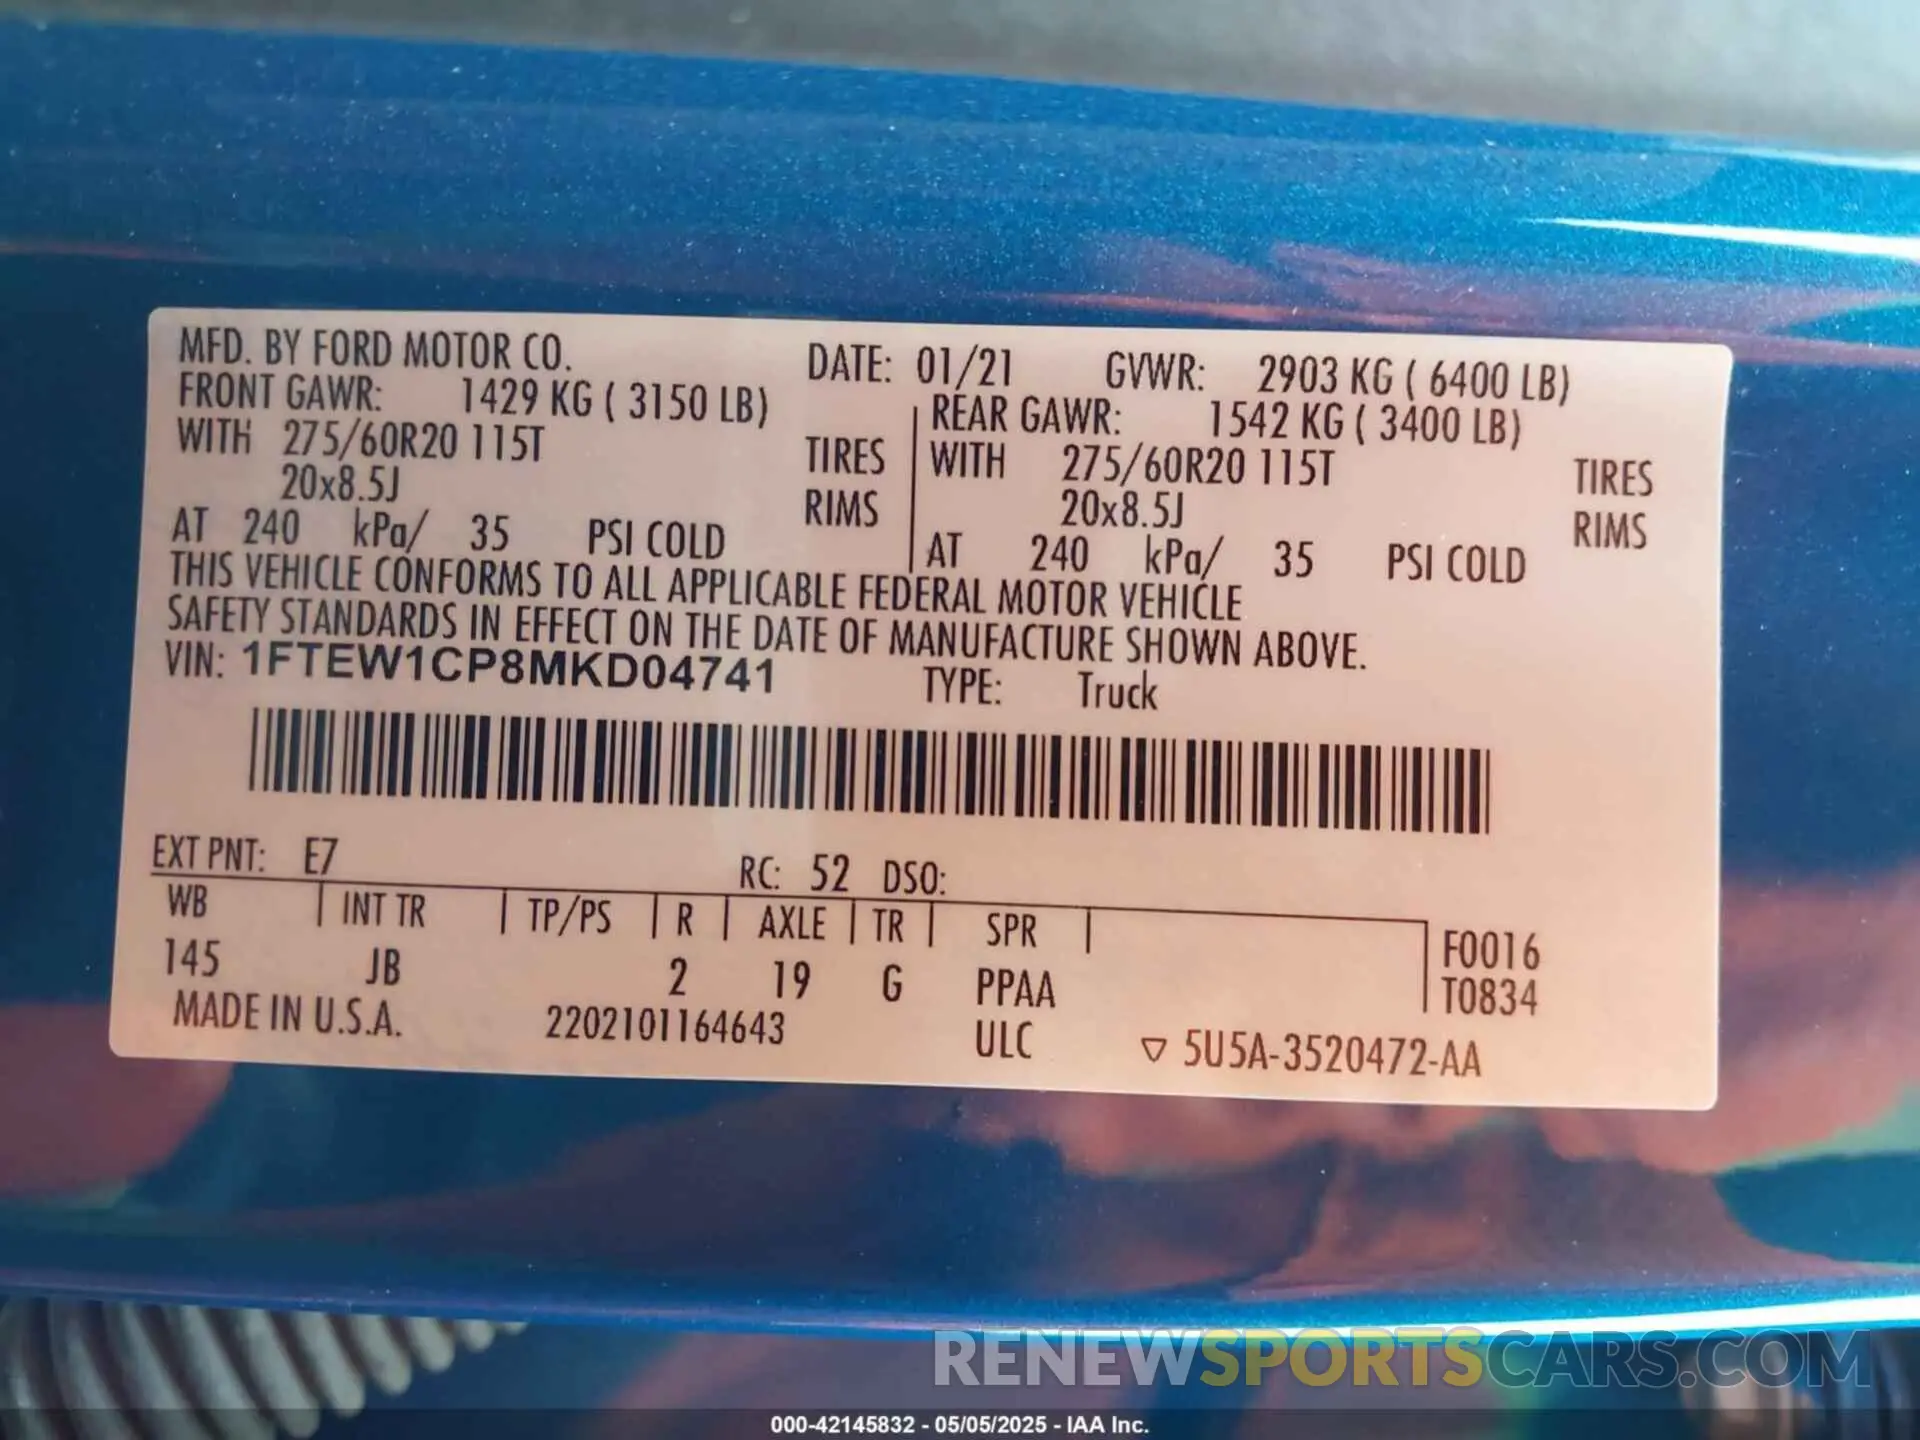 MFD. BY FORD MOTOR CO. DATE: 01/21 GVWR: 2903 KG ( 6400 LB)
FRONT GAWR: 1429 KG ( 3150 LB) REAR GAWR: 1542 KG ( 3400 LB)
WITH 275/60R20 115T TIRES WITH 275/60R20 115T TIRES
20x8.5J RIMS 20x8.5J RIMS
AT 240 kPa/ 35 PSI COLD AT 240 kPa/ 35 PSI COLD
THIS VEHICLE CONFORMS TO ALL APPLICABLE FEDERAL MOTOR VEHICLE
SAFETY STANDARDS IN EFFECT ON THE DATE OF MANUFACTURE SHOWN ABOVE.
VIN: 1FTEW1CP8MKD04741 TYPE: Truck
EXT PNT: E7 RC: 52 DSO:
WB INT TR TP/PS R AXLE TR SPR F0016
145 JB 2 19 G PPAA T0834
MADE IN U.S.A. 2202101164643 ULC ▽ 5U5A-3520472-AA
RENEWSPORTSCARS.COM
000-42145832 - 05/05/2025 - IAA Inc.